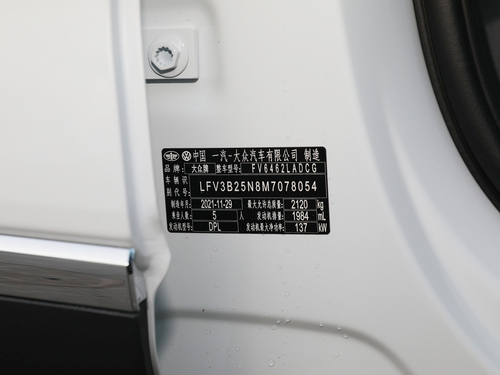 中国 一汽-大众汽车有限公司 制造
品牌: 大众牌 整车型号: FV6462LADCG
车辆识别代号: LFV3B25N8M7078054
制造年月: 2021-11-29 最大允许总质量: 2120 kg
乘坐人数: 5 人 发动机排量: 1984 mL
发动机型号: DPL 发动机最大净功率: 137 kW